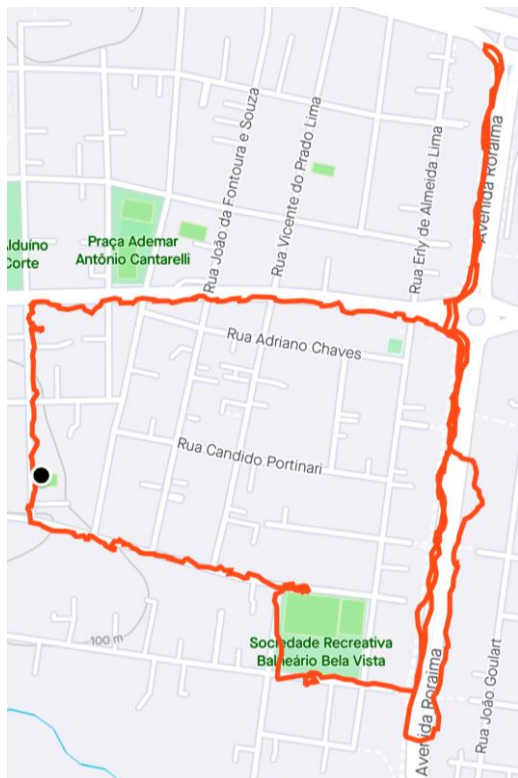 Rua João da Fontoura e Souza
Rua Vicente do Prado Lima
Rua Erly de Almeida Lima
Avenida Roraima
lduíno
Corte
Praça Ademar
Antônio Cantarelli
Rua Adriano Chaves
Rua Candido Portinari
100 m
Sociedade Recreativa
Balneário Bela Vista
Avenida Roraima
Rua João Goulart